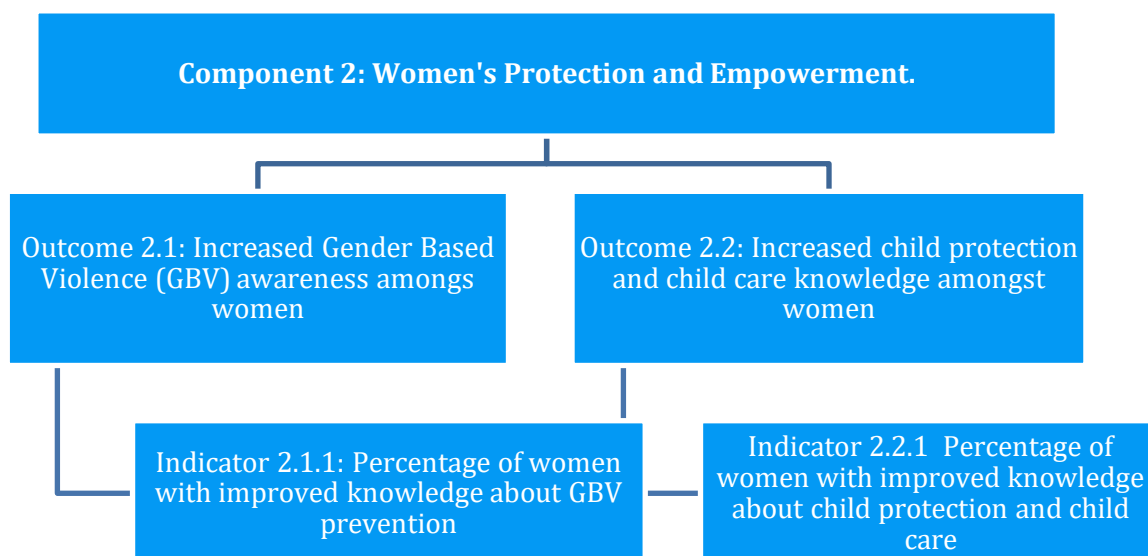 Component 2: Women's Protection and Empowerment.
Outcome 2.1: Increased Gender Based
Violence (GBV) awareness amongs
women
Outcome 2.2: Increased child protection
and child care knowledge amongst
women
Indicator 2.1.1: Percentage of women
with improved knowledge about GBV
prevention
Indicator 2.2.1  Percentage of
women with improved knowledge
about child protection and child
care